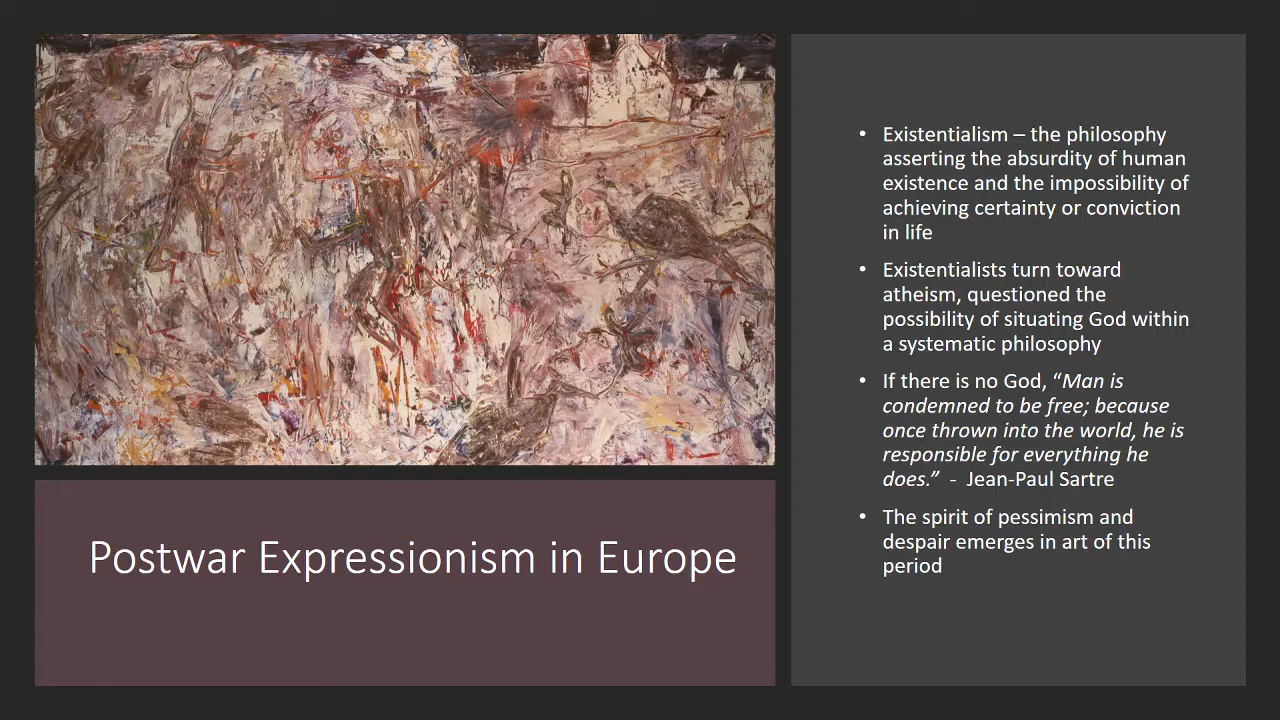 Postwar Expressionism in Europe
• Existentialism – the philosophy
asserting the absurdity of human
existence and the impossibility of
achieving certainty or conviction
in life
• Existentialists turn toward
atheism, questioned the
possibility of situating God within
a systematic philosophy
• If there is no God, “Man is
condemned to be free; because
once thrown into the world, he is
responsible for everything he
does.” - Jean-Paul Sartre
• The spirit of pessimism and
despair emerges in art of this
period